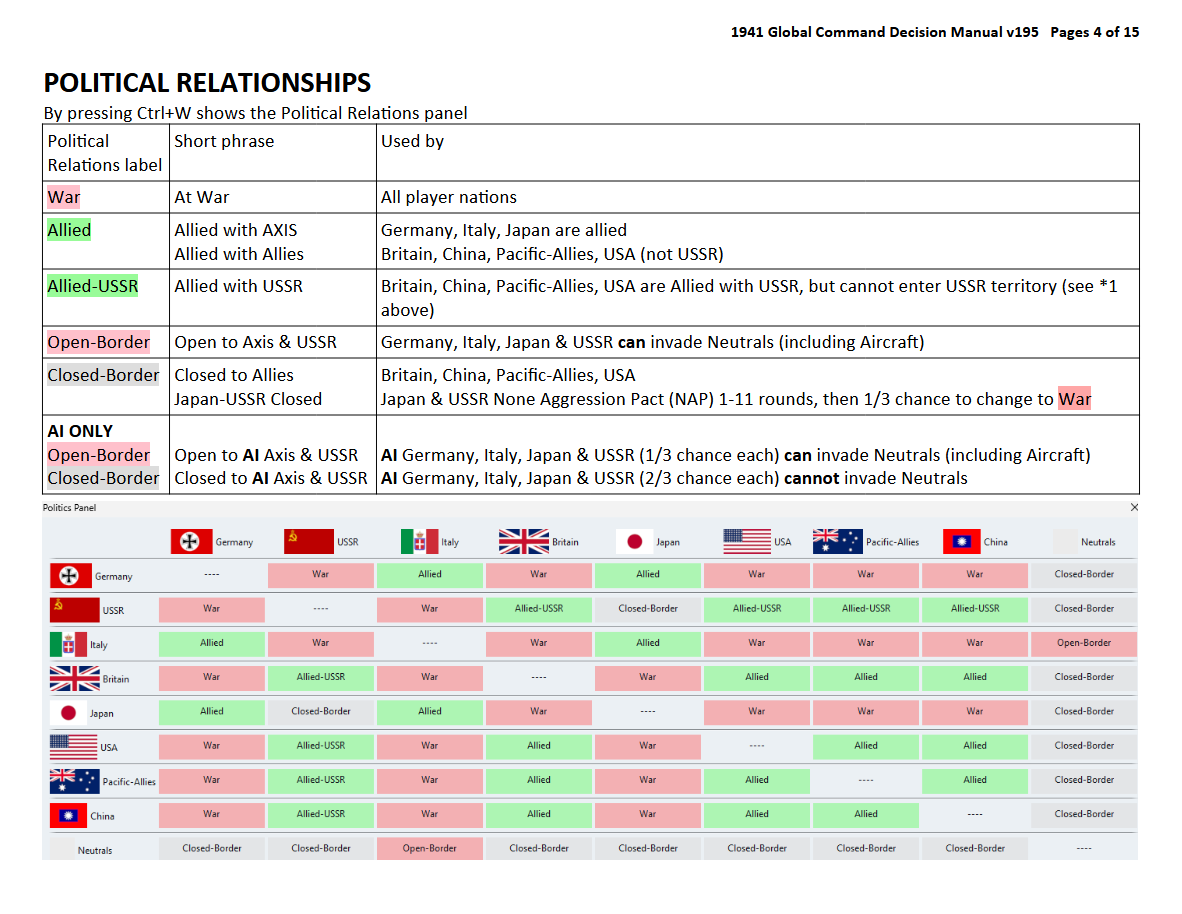 1941 Global Command Decision Manual v195 Pages 4 of 15
POLITICAL RELATIONSHIPS
By pressing Ctrl+W shows the Political Relations panel
Political Relations label | Short phrase | Used by
War | At War | All player nations
Allied | Allied with AXIS | Germany, Italy, Japan are allied
Allied with Allies | Britain, China, Pacific-Allies, USA (not USSR)
Allied-USSR | Allied with USSR | Britain, China, Pacific-Allies, USA are Allied with USSR, but cannot enter USSR territory (see *1
above)
Open-Border | Open to Axis & USSR | Germany, Italy, Japan & USSR can invade Neutrals (including Aircraft)
Closed-Border | Closed to Allies | Britain, China, Pacific-Allies, USA
Japan-USSR Closed | Japan & USSR None Aggression Pact (NAP) 1-11 rounds, then 1/3 chance to change to War
AI ONLY
Open-Border | Open to AI Axis & USSR | AI Germany, Italy, Japan & USSR (1/3 chance each) can invade Neutrals (including Aircraft)
Closed-Border | Closed to AI Axis & USSR | AI Germany, Italy, Japan & USSR (2/3 chance each) cannot invade Neutrals
Politics Panel
Germany USSR Italy Britain Japan USA Pacific-Allies China Neutrals
Germany ---- War Allied War Allied War War War Closed-Border
USSR War ---- War Allied-USSR Closed-Border Allied-USSR Allied-USSR Allied-USSR Closed-Border
Italy Allied War ---- War Allied War War War Open-Border
Britain War Allied-USSR War ---- War Allied Allied Allied Closed-Border
Japan Allied Closed-Border Allied War ---- War War War Closed-Border
USA War Allied-USSR War Allied War ---- Allied Allied Closed-Border
Pacific-Allies War Allied-USSR War Allied War Allied ---- Allied Closed-Border
China War Allied-USSR War Allied War Allied Allied ---- Closed-Border
Neutrals Closed-Border Closed-Border Open-Border Closed-Border Closed-Border Closed-Border Closed-Border Closed-Border ----